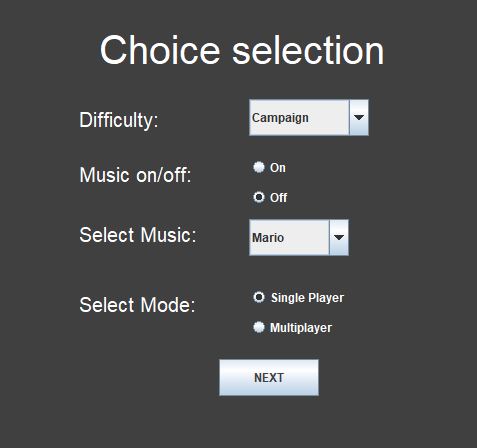 Choice selection
Difficulty: Campaign
Music on/off: On
Off
Select Music: Mario
Select Mode: Single Player
Multiplayer
NEXT